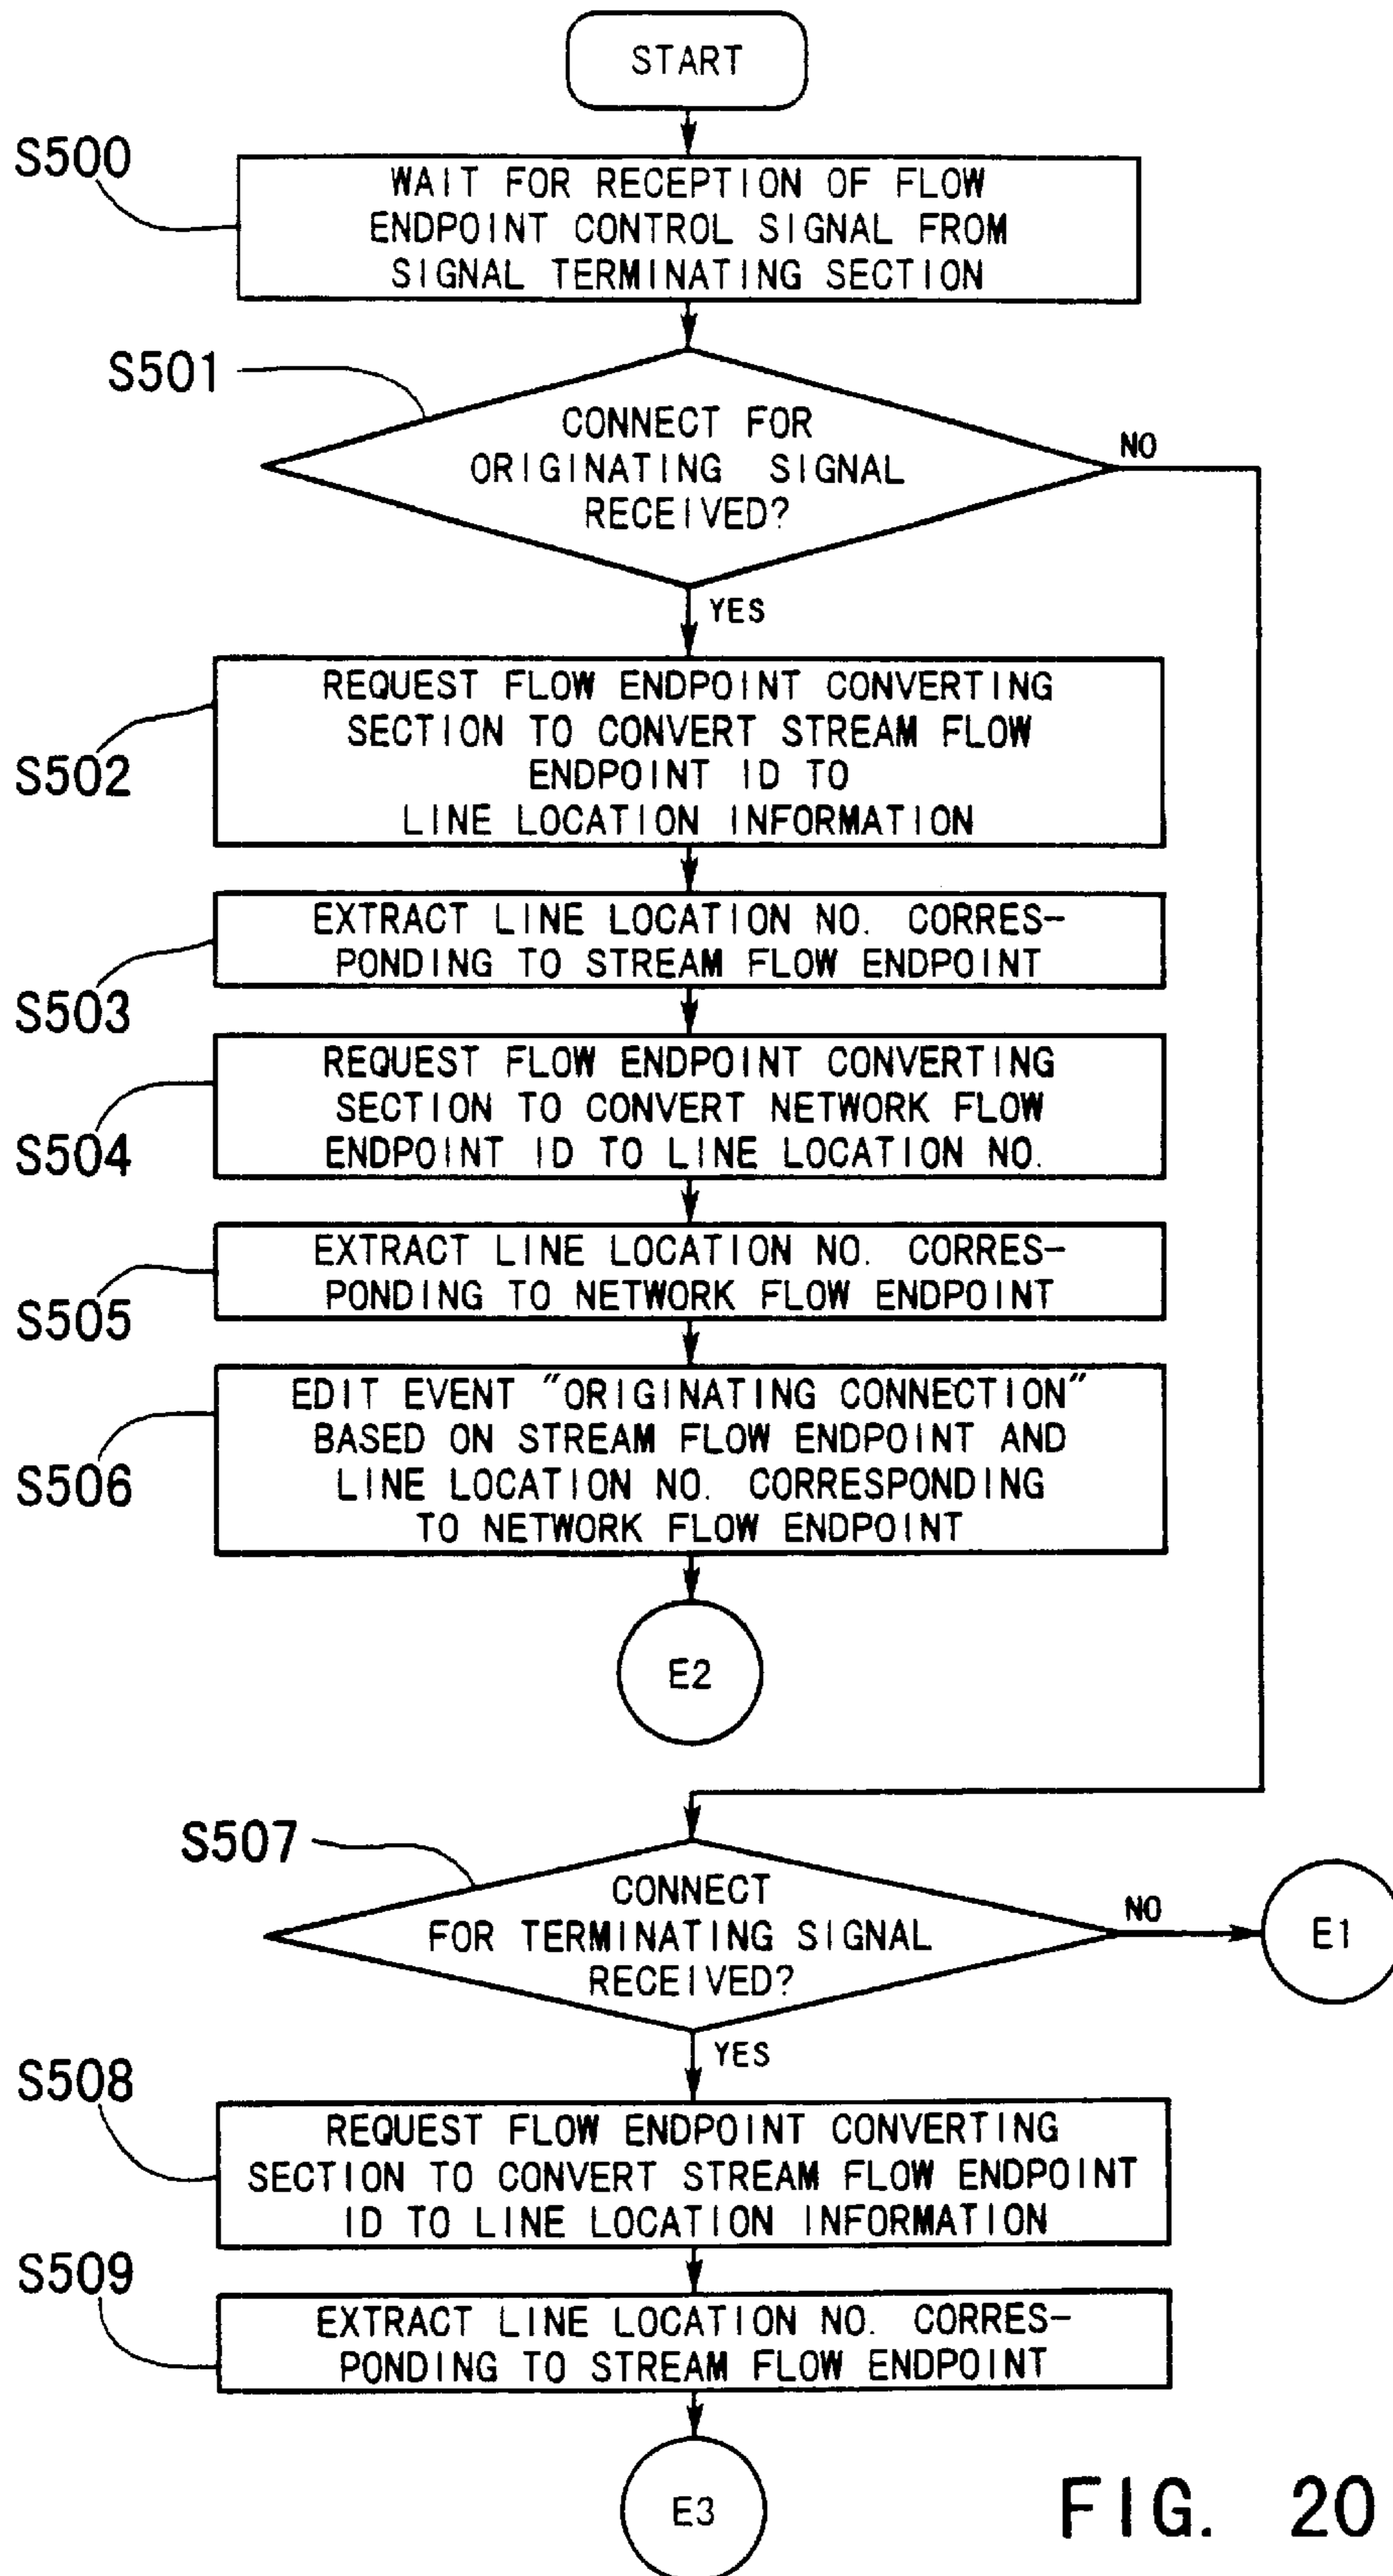 START
S500
WAIT FOR RECEPTION OF FLOW
ENDPOINT CONTROL SIGNAL FROM
SIGNAL TERMINATING SECTION
S501
CONNECT FOR
ORIGINATING SIGNAL
RECEIVED?
NO
YES
S502
REQUEST FLOW ENDPOINT CONVERTING
SECTION TO CONVERT STREAM FLOW
ENDPOINT ID TO
LINE LOCATION INFORMATION
S503
EXTRACT LINE LOCATION NO. CORRES-
PONDING TO STREAM FLOW ENDPOINT
S504
REQUEST FLOW ENDPOINT CONVERTING
SECTION TO CONVERT NETWORK FLOW
ENDPOINT ID TO LINE LOCATION NO.
S505
EXTRACT LINE LOCATION NO. CORRES-
PONDING TO NETWORK FLOW ENDPOINT
S506
EDIT EVENT "ORIGINATING CONNECTION"
BASED ON STREAM FLOW ENDPOINT AND
LINE LOCATION NO. CORRESPONDING
TO NETWORK FLOW ENDPOINT
E2
S507
CONNECT
FOR TERMINATING SIGNAL
RECEIVED?
NO
E1
YES
S508
REQUEST FLOW ENDPOINT CONVERTING
SECTION TO CONVERT STREAM FLOW ENDPOINT
ID TO LINE LOCATION INFORMATION
S509
EXTRACT LINE LOCATION NO. CORRES-
PONDING TO STREAM FLOW ENDPOINT
E3
FIG. 20